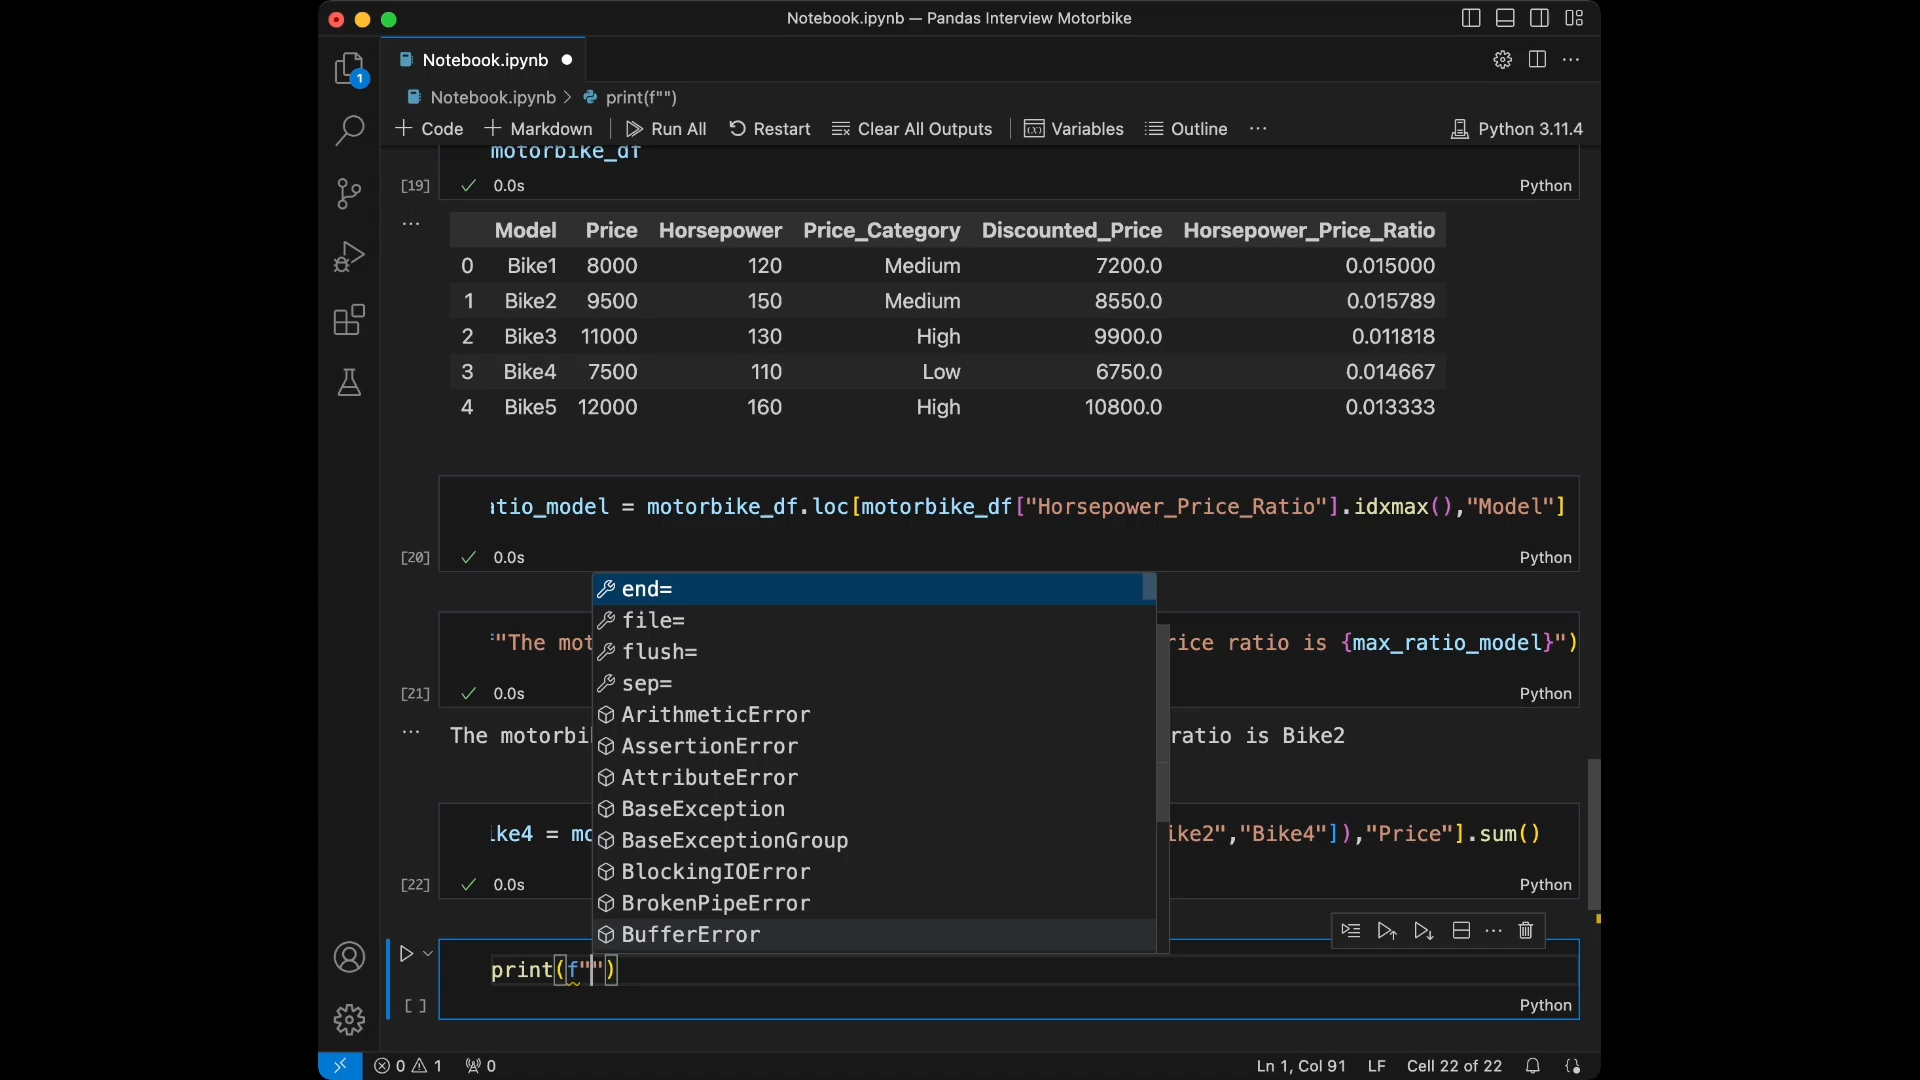 Notebook.ipynb — Pandas Interview Motorbike
1
Notebook.ipynb
Notebook.ipynb > print(f"")
Code Markdown Run All Restart Clear All Outputs Variables Outline ··· Python 3.11.4
motorbike_df
[19] 0.0s Python
Model Price Horsepower Price_Category Discounted_Price Horsepower_Price_Ratio
0 Bike1 8000 120 Medium 7200.0 0.015000
1 Bike2 9500 150 Medium 8550.0 0.015789
2 Bike3 11000 130 High 9900.0 0.011818
3 Bike4 7500 110 Low 6750.0 0.014667
4 Bike5 12000 160 High 10800.0 0.013333
atio_model = motorbike_df.loc[motorbike_df["Horsepower_Price_Ratio"].idxmax(),"Model"]
[20] 0.0s Python
end=
file=
flush=
sep=
ArithmeticError
AssertionError
AttributeError
BaseException
BaseExceptionGroup
BlockingIOError
BrokenPipeError
BufferError
"The mot rice ratio is {max_ratio_model}")
[21] 0.0s Python
The motorbi ratio is Bike2
ike4 = mo ike2","Bike4"]),"Price"].sum()
[22] 0.0s Python
print(f"")
[ ] Python
0 1 0 Ln 1, Col 91 LF Cell 22 of 22